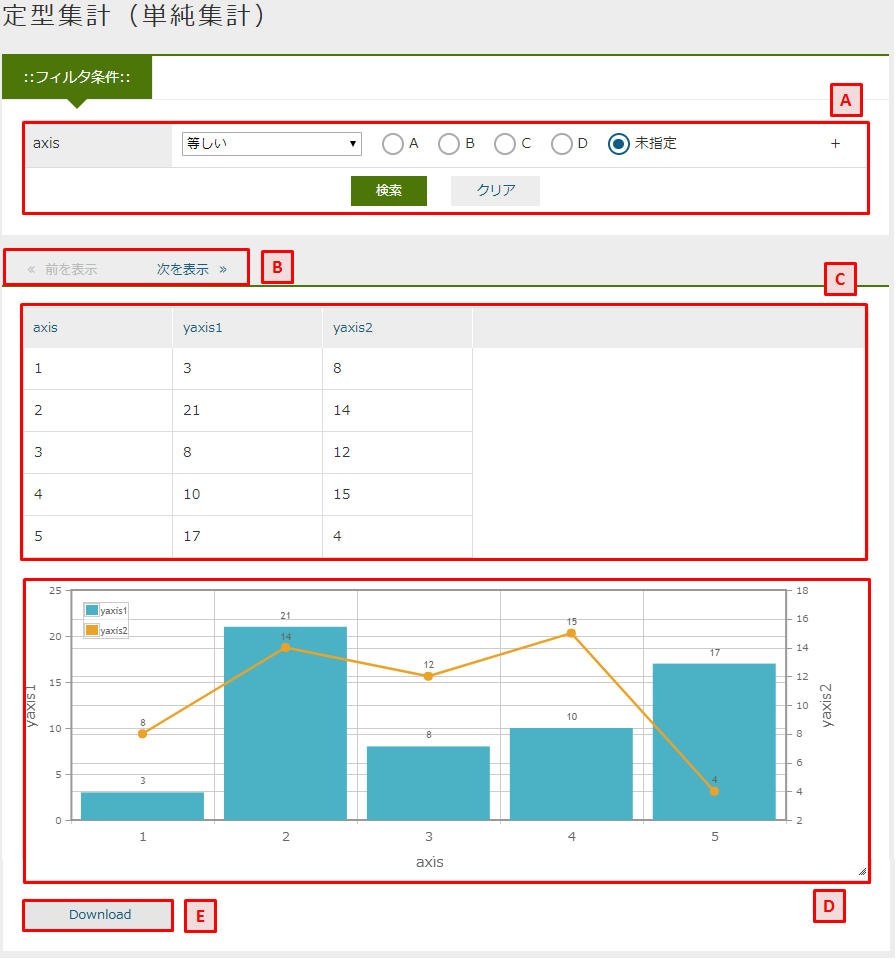 定型集計（単純集計）
::フィルタ条件::
A
axis 等しい ▼ A B C D 未指定 +
検索 クリア
« 前を表示 次を表示 »
B
C
axis yaxis1 yaxis2
1 3 8
2 21 14
3 8 12
4 10 15
5 17 4
yaxis1
25
20
15
10
5
0
yaxis1
yaxis2
3
21
8
10
17
8
14
12
15
4
18
16
14
12
10
8
6
4
2
yaxis2
1 2 3 4 5
axis
D
Download
E